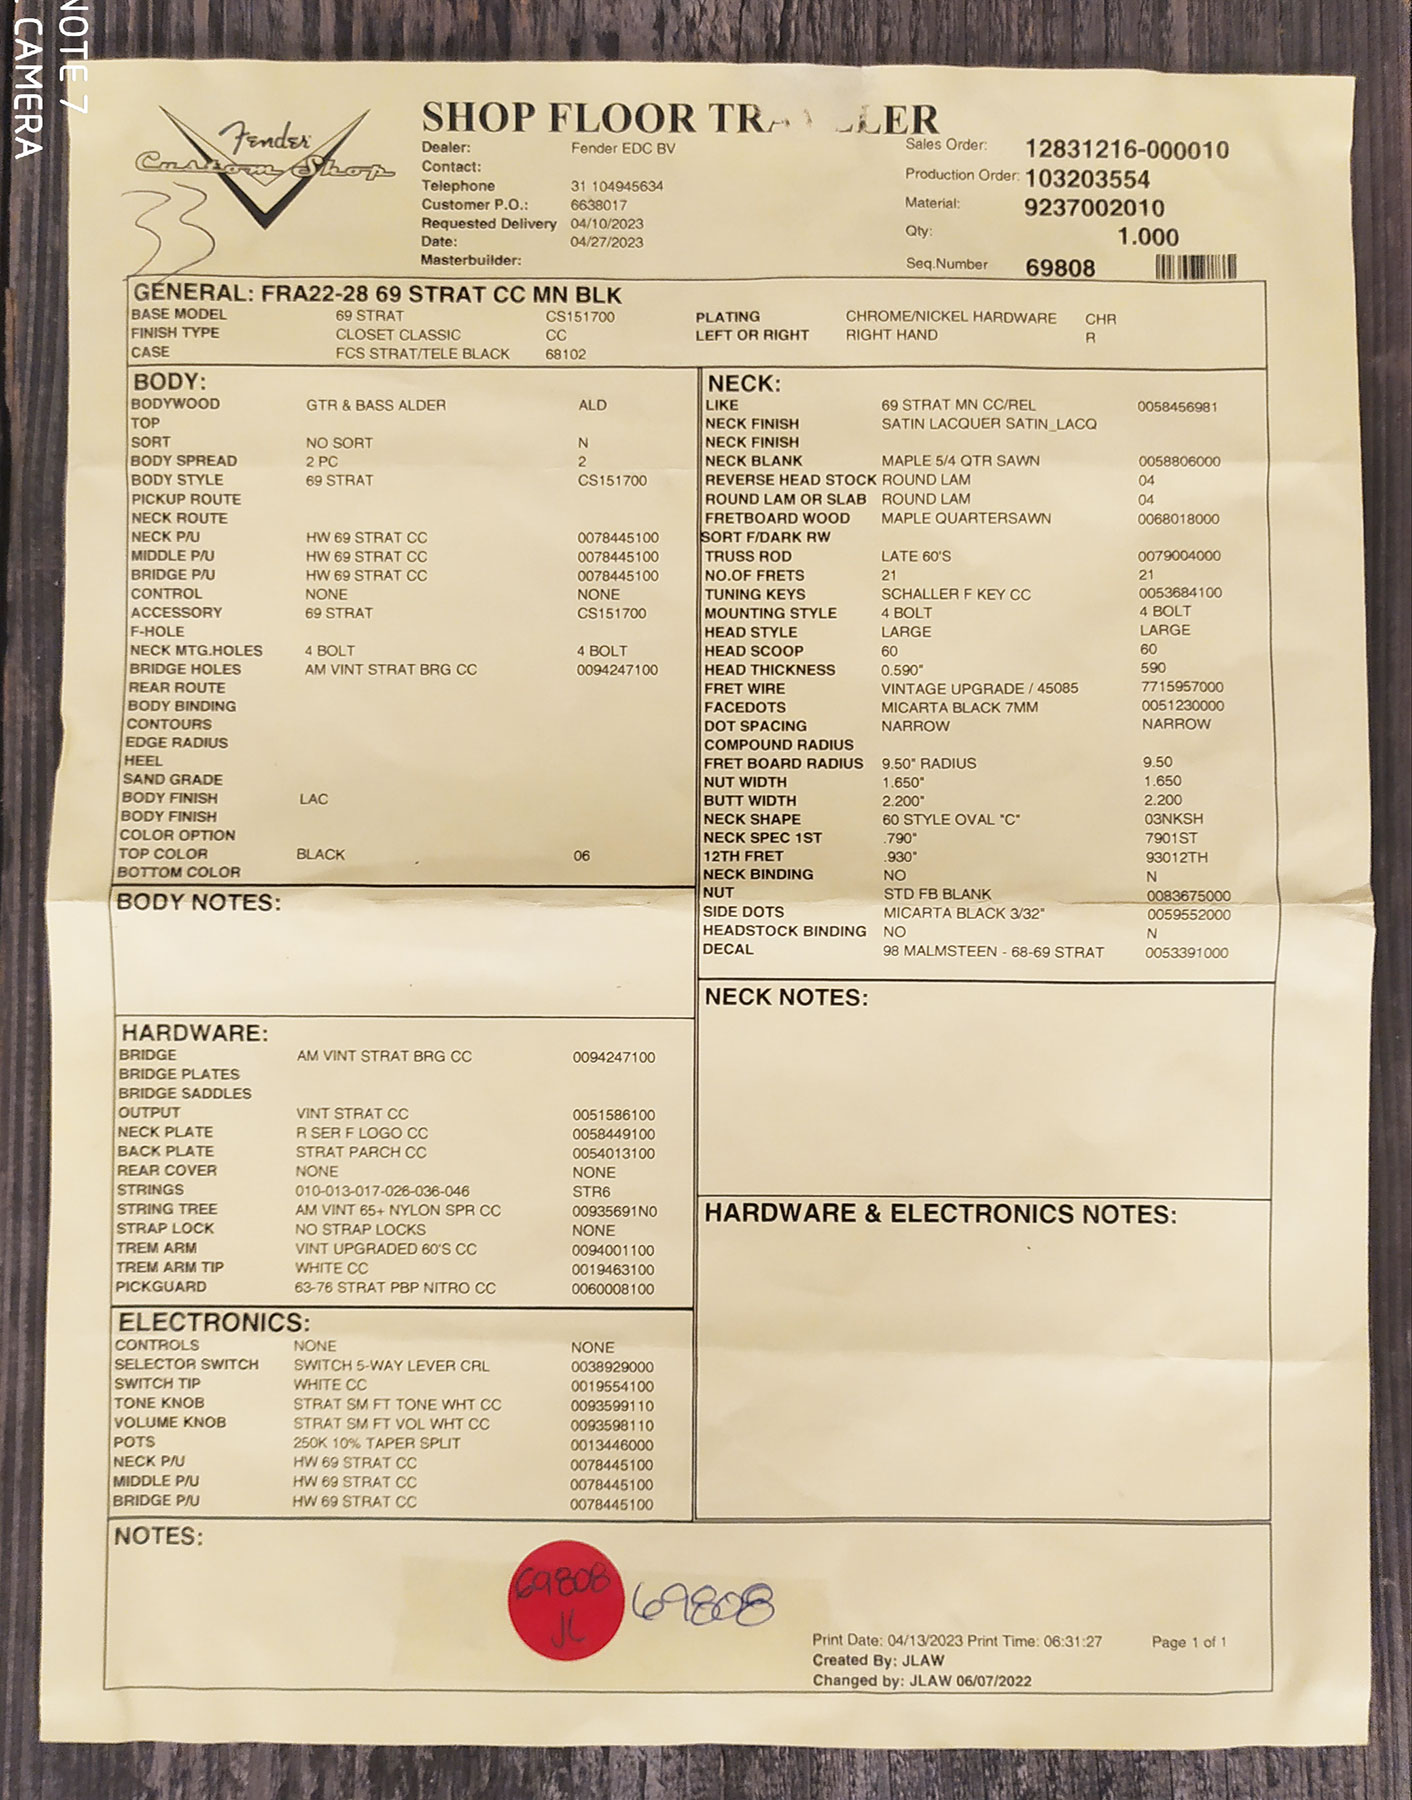 NOTE 7
CAMERA
Fender
Custom Shop
33
SHOP FLOOR TRAVELLER
Dealer: Fender EDC BV
Contact:
Telephone 31 104945634
Customer P.O.: 6638017
Requested Delivery 04/10/2023
Date: 04/27/2023
Masterbuilder:
Sales Order: 12831216-000010
Production Order: 103203554
Material: 9237002010
Qty: 1.000
Seq.Number 69808
GENERAL: FRA22-28 69 STRAT CC MN BLK
BASE MODEL 69 STRAT CS151700
FINISH TYPE CLOSET CLASSIC CC
CASE FCS STRAT/TELE BLACK 68102
PLATING CHROME/NICKEL HARDWARE CHR
LEFT OR RIGHT RIGHT HAND R
BODY:
BODYWOOD GTR & BASS ALDER ALD
TOP
SORT NO SORT N
BODY SPREAD 2 PC 2
BODY STYLE 69 STRAT CS151700
PICKUP ROUTE
NECK ROUTE
NECK P/U HW 69 STRAT CC 0078445100
MIDDLE P/U HW 69 STRAT CC 0078445100
BRIDGE P/U HW 69 STRAT CC 0078445100
CONTROL NONE NONE
ACCESSORY 69 STRAT CS151700
F-HOLE
NECK MTG.HOLES 4 BOLT 4 BOLT
BRIDGE HOLES AM VINT STRAT BRG CC 0094247100
REAR ROUTE
BODY BINDING
CONTOURS
EDGE RADIUS
HEEL
SAND GRADE
BODY FINISH LAC
BODY FINISH
COLOR OPTION
TOP COLOR BLACK 06
BOTTOM COLOR
BODY NOTES:
HARDWARE:
BRIDGE AM VINT STRAT BRG CC 0094247100
BRIDGE PLATES
BRIDGE SADDLES
OUTPUT VINT STRAT CC 0051586100
NECK PLATE R SER F LOGO CC 0058449100
BACK PLATE STRAT PARCH CC 0054013100
REAR COVER NONE NONE
STRINGS 010-013-017-026-036-046 STR6
STRING TREE AM VINT 65+ NYLON SPR CC 00935691N0
STRAP LOCK NO STRAP LOCKS NONE
TREM ARM VINT UPGRADED 60'S CC 0094001100
TREM ARM TIP WHITE CC 0019463100
PICKGUARD 63-76 STRAT PBP NITRO CC 0060008100
ELECTRONICS:
CONTROLS NONE NONE
SELECTOR SWITCH SWITCH 5-WAY LEVER CRL 0038929000
SWITCH TIP WHITE CC 0019554100
TONE KNOB STRAT SM FT TONE WHT CC 0093599110
VOLUME KNOB STRAT SM FT VOL WHT CC 0093598110
POTS 250K 10% TAPER SPLIT 0013446000
NECK P/U HW 69 STRAT CC 0078445100
MIDDLE P/U HW 69 STRAT CC 0078445100
BRIDGE P/U HW 69 STRAT CC 0078445100
NECK:
LIKE 69 STRAT MN CC/REL 0058456981
NECK FINISH SATIN LACQUER SATIN_LACQ
NECK FINISH
NECK BLANK MAPLE 5/4 QTR SAWN 0058806000
REVERSE HEAD STOCK ROUND LAM 04
ROUND LAM OR SLAB ROUND LAM 04
FRETBOARD WOOD MAPLE QUARTERSAWN 0068018000
SORT F/DARK RW
TRUSS ROD LATE 60'S 0079004000
NO.OF FRETS 21 21
TUNING KEYS SCHALLER F KEY CC 0053684100
MOUNTING STYLE 4 BOLT 4 BOLT
HEAD STYLE LARGE LARGE
HEAD SCOOP 60 60
HEAD THICKNESS 0.590" 590
FRET WIRE VINTAGE UPGRADE / 45085 7715957000
FACEDOTS MICARTA BLACK 7MM 0051230000
DOT SPACING NARROW NARROW
COMPOUND RADIUS
FRET BOARD RADIUS 9.50" RADIUS 9.50
NUT WIDTH 1.650" 1.650
BUTT WIDTH 2.200" 2.200
NECK SHAPE 60 STYLE OVAL "C" 03NKSH
NECK SPEC 1ST .790" 7901ST
12TH FRET .930" 93012TH
NECK BINDING NO N
NUT STD FB BLANK 0083675000
SIDE DOTS MICARTA BLACK 3/32" 0059552000
HEADSTOCK BINDING NO N
DECAL 98 MALMSTEEN - 68-69 STRAT 0053391000
NECK NOTES:
HARDWARE & ELECTRONICS NOTES:
NOTES:
69808
JL
69808
Print Date: 04/13/2023 Print Time: 06:31:27 Page 1 of 1
Created By: JLAW
Changed by: JLAW 06/07/2022